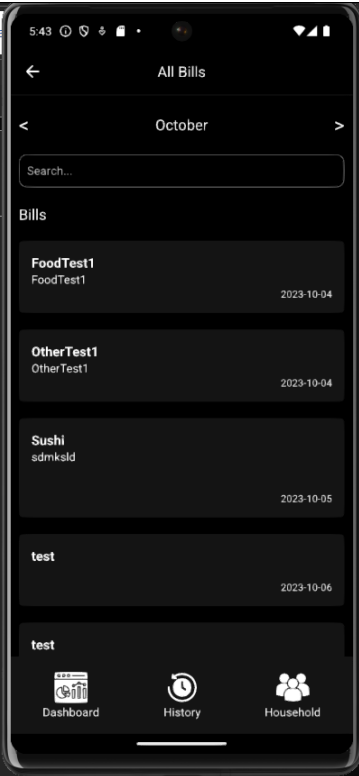 5:43
All Bills
< October >
Search...
Bills
FoodTest1
FoodTest1
2023-10-04
OtherTest1
OtherTest1
2023-10-04
Sushi
sdmksld
2023-10-05
test
2023-10-06
test
Dashboard History Household